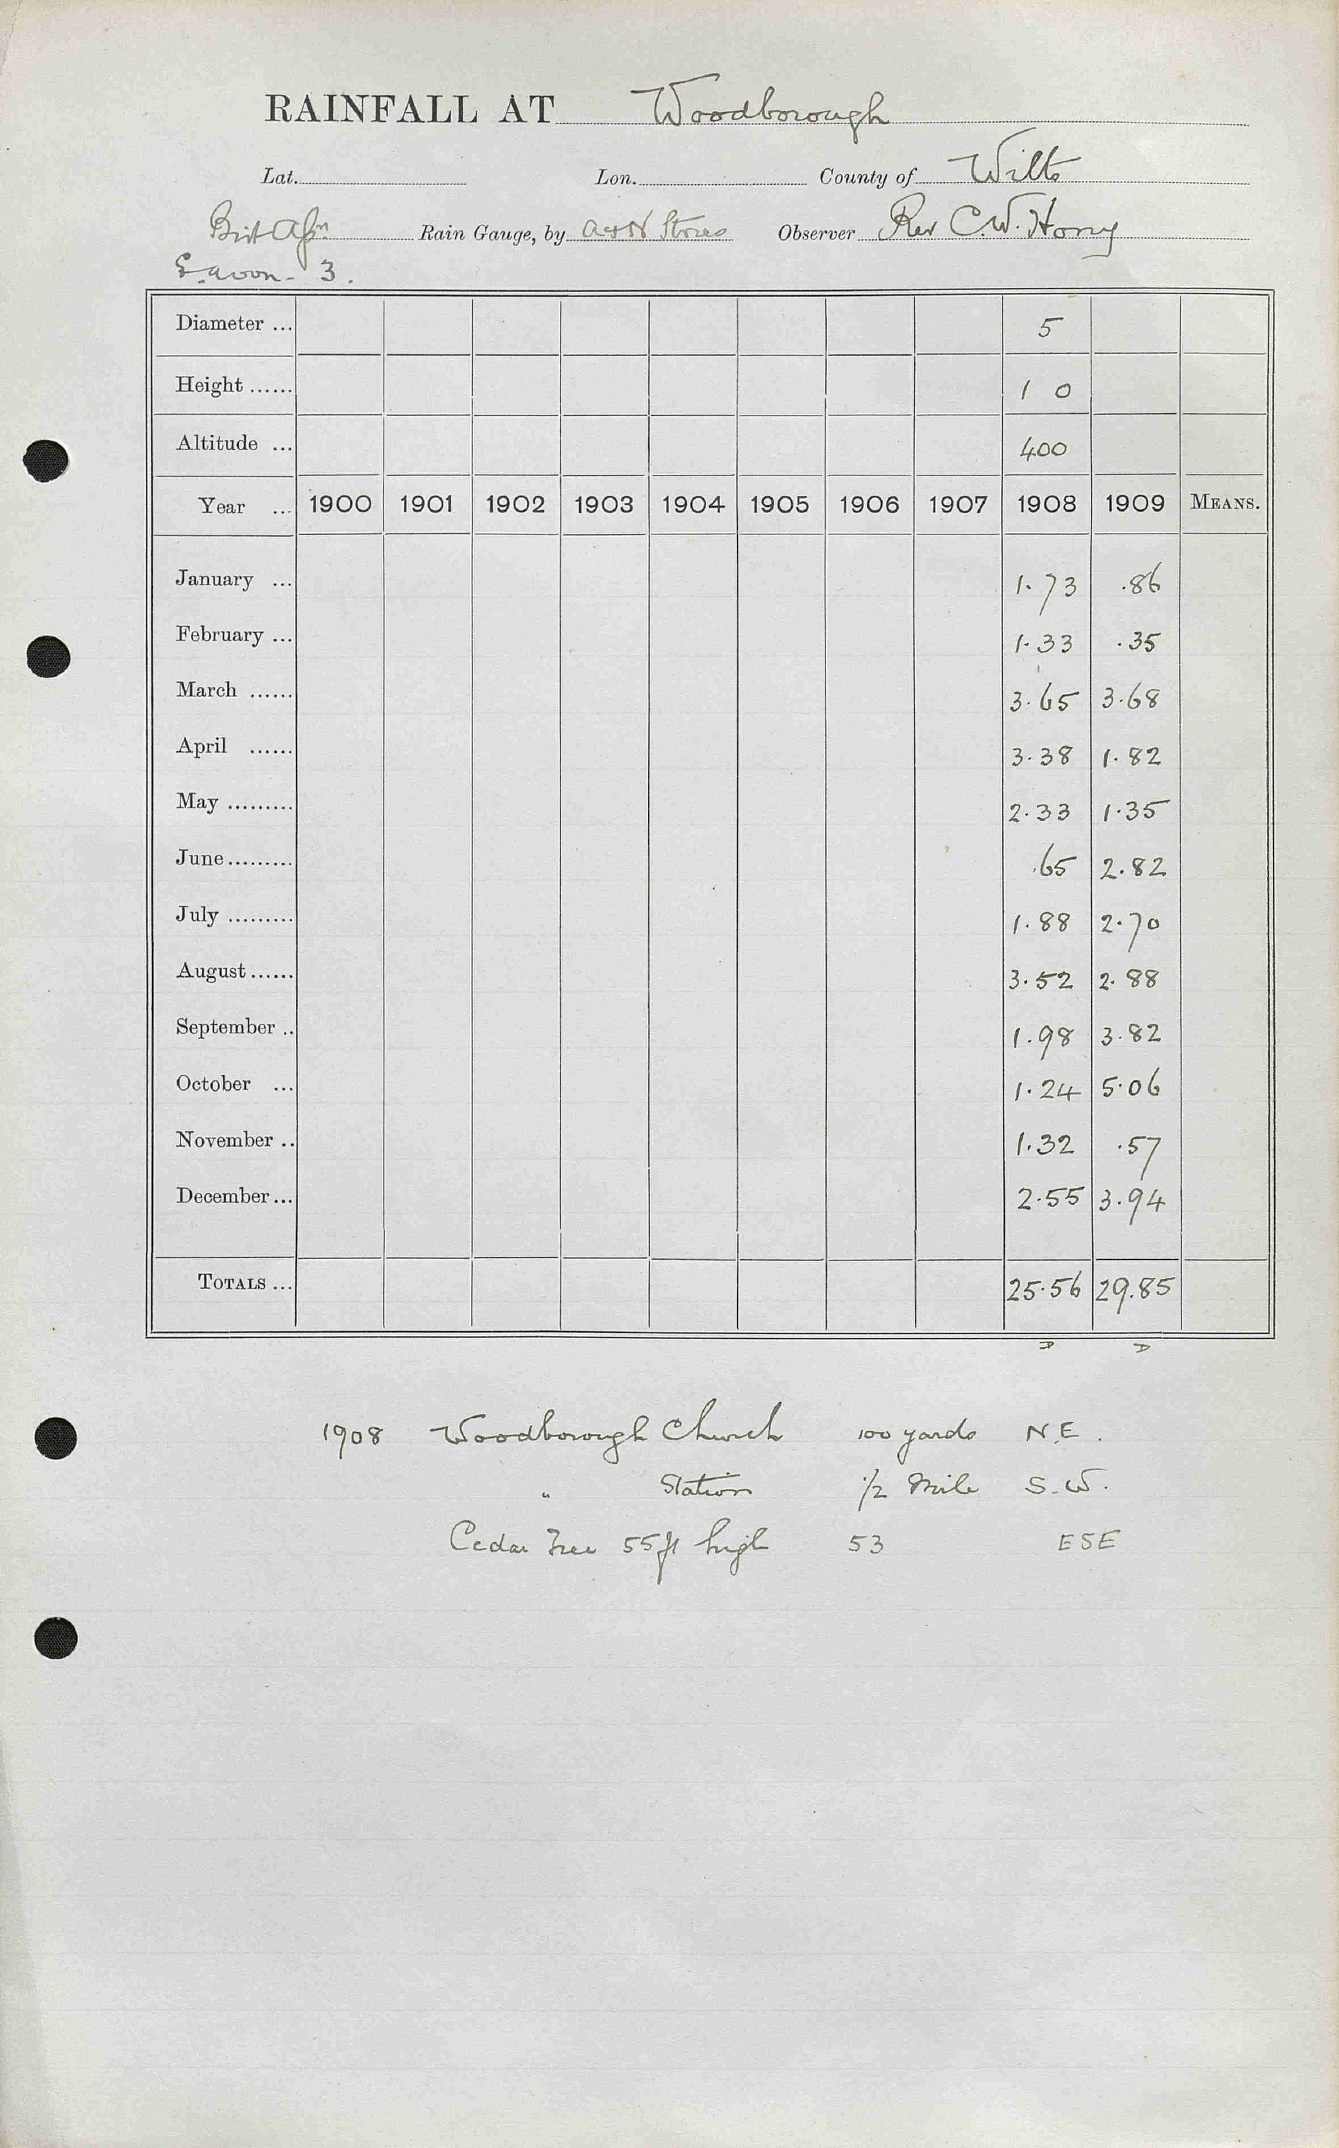 RAINFALL AT Woodborough
Lat. Lon. County of Wilts
Brit Assn Rain Gauge, by A & N Stores Observer Rev C. W. Hony
E. Avon - 3.
Diameter ... 5
Height ...... 1 0
Altitude ... 400
Year ... 1900 1901 1902 1903 1904 1905 1906 1907 1908 1909 MEANS.
January ... 1.73 .86
February ... 1.33 .35
March ...... 3.65 3.68
April ...... 3.38 1.82
May ......... 2.33 1.35
June ......... .65 2.82
July ......... 1.88 2.70
August ...... 3.52 2.88
September .. 1.98 3.82
October ... 1.24 5.06
November .. 1.32 .57
December ... 2.55 3.94
TOTALS ... 25.56 29.85
1908 Woodborough Church 100 yards N.E.
" Station 1/2 Mile S.W.
Cedar Tree 55 ft high 53 ESE